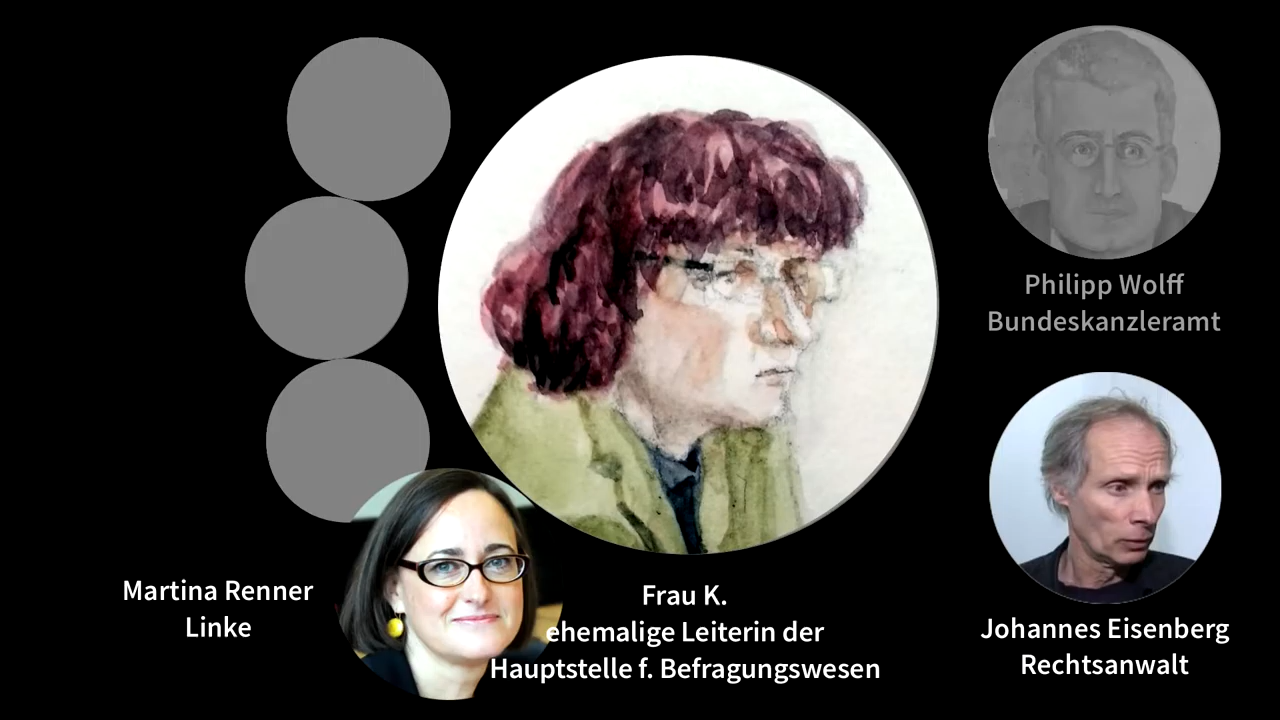 Philipp Wolff
Bundeskanzleramt
Martina Renner
Linke
Frau K.
ehemalige Leiterin der
Hauptstelle f. Befragungswesen
Johannes Eisenberg
Rechtsanwalt